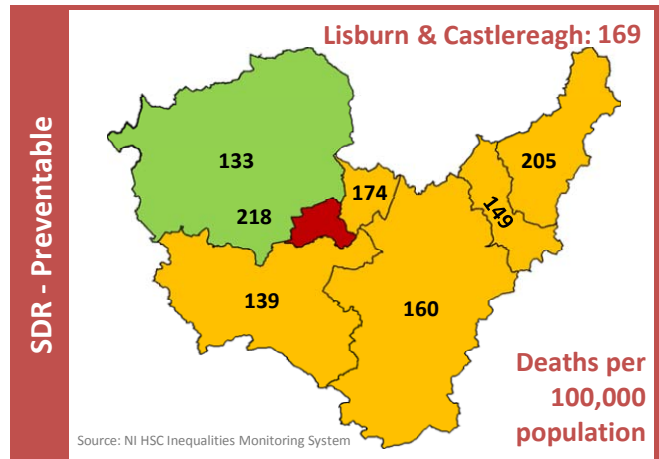 SDR - Preventable
Lisburn & Castlereagh: 169
133
205
174
149
218
139
160
Deaths per
100,000
population
Source: NI HSC Inequalities Monitoring System